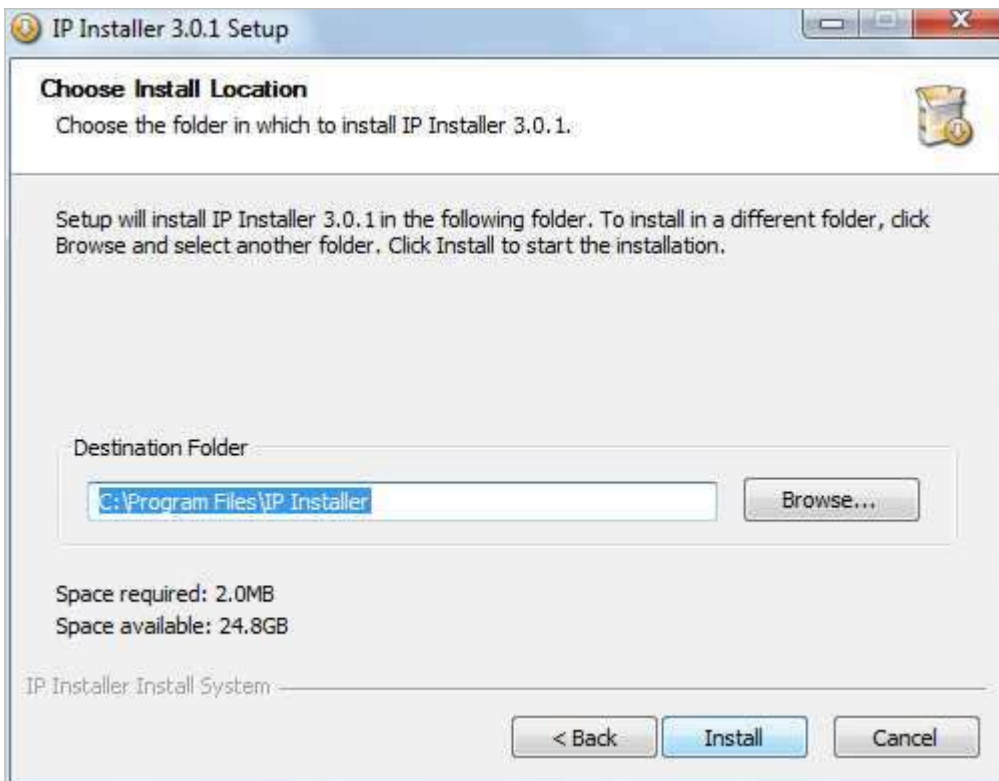 IP Installer 3.0.1 Setup
Choose Install Location
Choose the folder in which to install IP Installer 3.0.1.
Setup will install IP Installer 3.0.1 in the following folder. To install in a different folder, click
Browse and select another folder. Click Install to start the installation.
Destination Folder
C:\Program Files\IP Installer
Browse...
Space required: 2.0MB
Space available: 24.8GB
IP Installer Install System
< Back
Install
Cancel